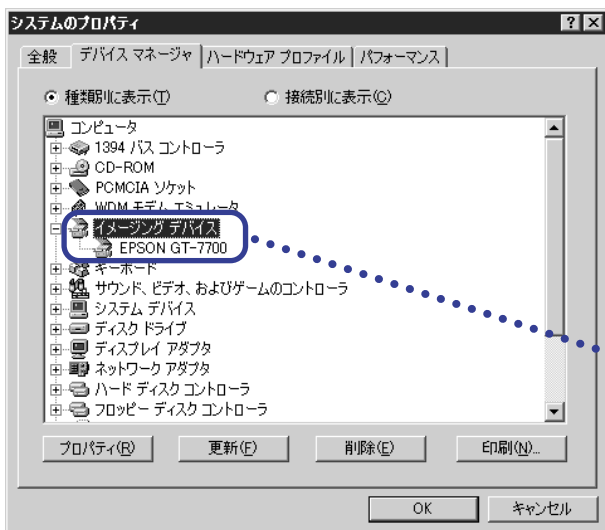 システムのプロパティ
全般 デバイス マネージャ ハードウェア プロファイル パフォーマンス
種類別に表示(T) 接続別に表示(C)
コンピュータ
1394 バス コントローラ
CD-ROM
PCMCIA ソケット
WDM モデム エミュレータ
イメージング デバイス
EPSON GT-7700
キーボード
サウンド、ビデオ、およびゲームのコントローラ
システム デバイス
ディスク ドライブ
ディスプレイ アダプタ
ネットワーク アダプタ
ハード ディスク コントローラ
フロッピー ディスク コントローラ
プロパティ(R) 更新(F) 削除(E) 印刷(N)...
OK キャンセル